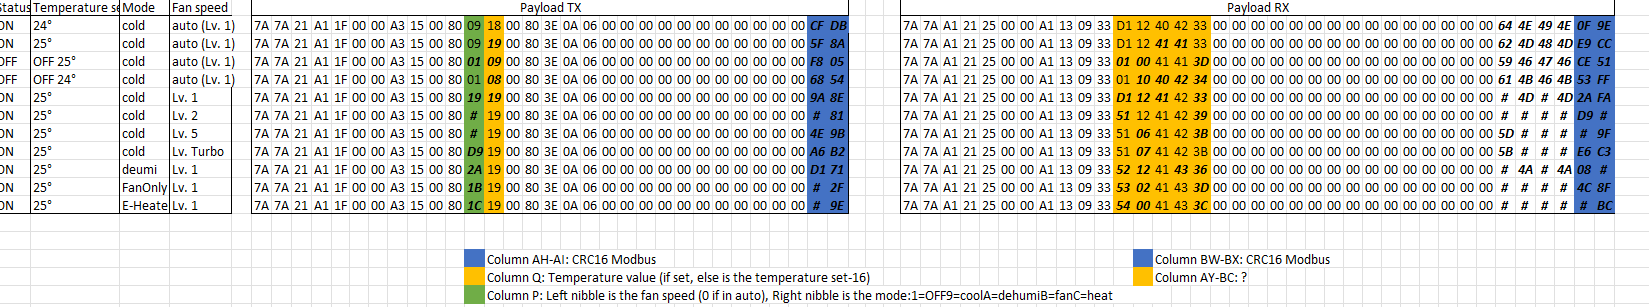 Status Temperature se Mode Fan speed Payload TX Payload RX
ON 24° cold auto (Lv. 1) 7A 7A 21 A1 1F 00 00 A3 15 00 80 09 18 00 80 3E 0A 06 00 00 00 00 00 00 00 00 00 00 CF DB 7A 7A A1 21 25 00 00 A1 13 09 33 D1 12 40 42 33 00 00 00 00 00 00 00 00 00 00 00 00 00 00 64 4E 49 4E 0F 9E
ON 25° cold auto (Lv. 1) 7A 7A 21 A1 1F 00 00 A3 15 00 80 09 19 00 80 3E 0A 06 00 00 00 00 00 00 00 00 00 00 5F 8A 7A 7A A1 21 25 00 00 A1 13 09 33 D1 12 41 41 33 00 00 00 00 00 00 00 00 00 00 00 00 00 00 62 4D 48 4D E9 CC
OFF OFF 25° cold auto (Lv. 1) 7A 7A 21 A1 1F 00 00 A3 15 00 80 01 09 00 80 3E 0A 06 00 00 00 00 00 00 00 00 00 00 F8 05 7A 7A A1 21 25 00 00 A1 13 09 33 01 00 41 41 3D 00 00 00 00 00 00 00 00 00 00 00 00 00 00 59 46 47 46 CE 51
OFF OFF 24° cold auto (Lv. 1) 7A 7A 21 A1 1F 00 00 A3 15 00 80 01 08 00 80 3E 0A 06 00 00 00 00 00 00 00 00 00 00 68 54 7A 7A A1 21 25 00 00 A1 13 09 33 01 10 40 42 34 00 00 00 00 00 00 00 00 00 00 00 00 00 00 61 4B 46 4B 53 FF
ON 25° cold Lv. 1 7A 7A 21 A1 1F 00 00 A3 15 00 80 19 19 00 80 3E 0A 06 00 00 00 00 00 00 00 00 00 00 9A 8E 7A 7A A1 21 25 00 00 A1 13 09 33 D1 12 41 42 33 00 00 00 00 00 00 00 00 00 00 00 00 00 00 # 4D # 4D 2A FA
ON 25° cold Lv. 2 7A 7A 21 A1 1F 00 00 A3 15 00 80 # 19 00 80 3E 0A 06 00 00 00 00 00 00 00 00 00 00 # 81 7A 7A A1 21 25 00 00 A1 13 09 33 51 12 41 42 39 00 00 00 00 00 00 00 00 00 00 00 00 00 00 # # # # D9 #
ON 25° cold Lv. 5 7A 7A 21 A1 1F 00 00 A3 15 00 80 # 19 00 80 3E 0A 06 00 00 00 00 00 00 00 00 00 00 4E 9B 7A 7A A1 21 25 00 00 A1 13 09 33 51 06 41 42 3B 00 00 00 00 00 00 00 00 00 00 00 00 00 00 5D # # # # 9F
ON 25° cold Lv. Turbo 7A 7A 21 A1 1F 00 00 A3 15 00 80 D9 19 00 80 3E 0A 06 00 00 00 00 00 00 00 00 00 00 A6 B2 7A 7A A1 21 25 00 00 A1 13 09 33 51 07 41 42 3B 00 00 00 00 00 00 00 00 00 00 00 00 00 00 5B # # # E6 C3
ON 25° deumi Lv. 1 7A 7A 21 A1 1F 00 00 A3 15 00 80 2A 19 00 80 3E 0A 06 00 00 00 00 00 00 00 00 00 00 D1 71 7A 7A A1 21 25 00 00 A1 13 09 33 52 12 41 43 36 00 00 00 00 00 00 00 00 00 00 00 00 00 00 # 4A # 4A 08 #
ON 25° FanOnly Lv. 1 7A 7A 21 A1 1F 00 00 A3 15 00 80 1B 19 00 80 3E 0A 06 00 00 00 00 00 00 00 00 00 00 # 2F 7A 7A A1 21 25 00 00 A1 13 09 33 53 02 41 43 3D 00 00 00 00 00 00 00 00 00 00 00 00 00 00 # # # # 4C 8F
ON 25° E-Heate Lv. 1 7A 7A 21 A1 1F 00 00 A3 15 00 80 1C 19 00 80 3E 0A 06 00 00 00 00 00 00 00 00 00 00 # 9E 7A 7A A1 21 25 00 00 A1 13 09 33 54 00 41 43 3C 00 00 00 00 00 00 00 00 00 00 00 00 00 00 # # # # # BC
Column AH-AI: CRC16 Modbus Column BW-BX: CRC16 Modbus
Column Q: Temperature value (if set, else is the temperature set-16) Column AY-BC: ?
Column P: Left nibble is the fan speed (0 if in auto), Right nibble is the mode:1=OFF9=coolA=dehumiB=fanC=heat